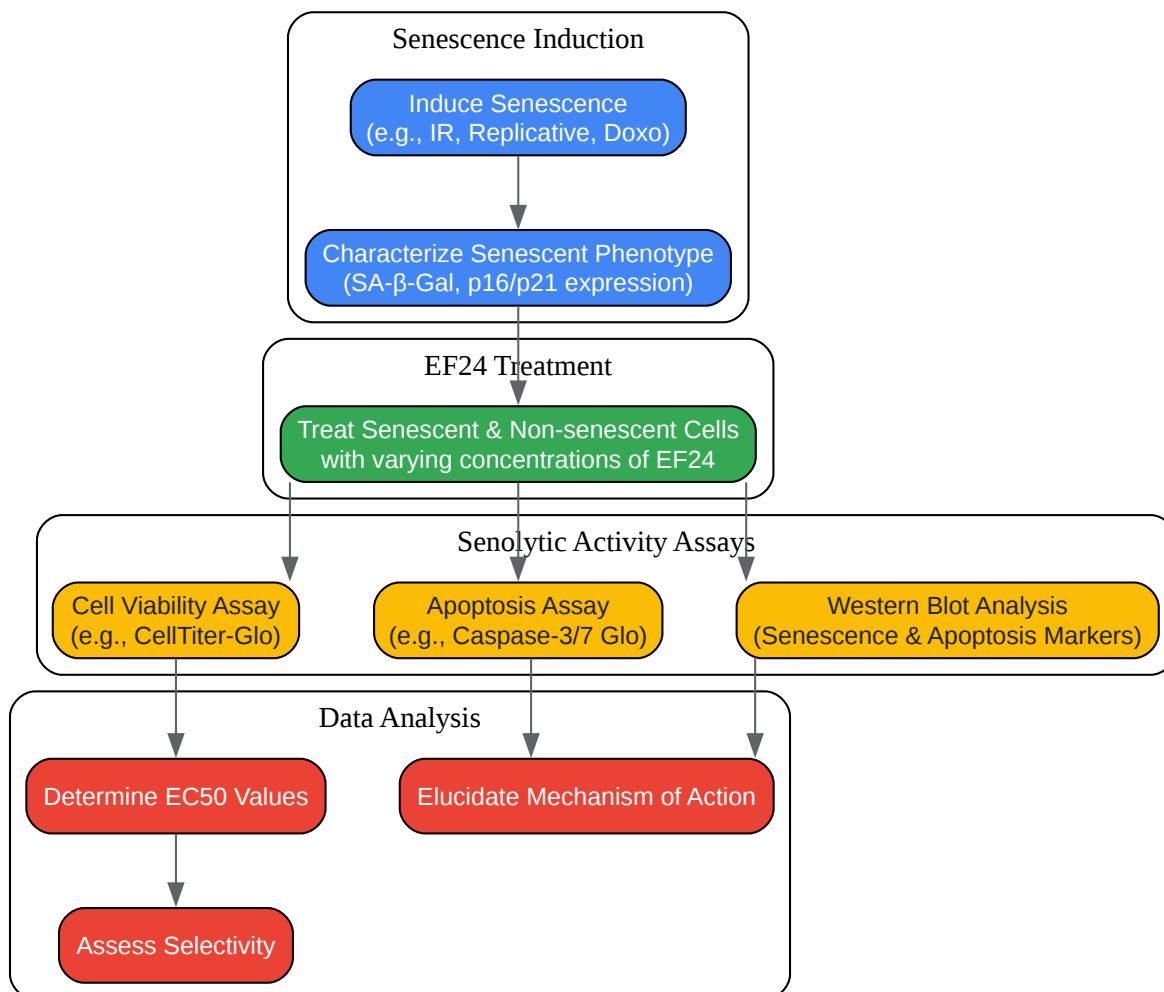 Senescence Induction
Induce Senescence
(e.g., IR, Replicative, Doxo)
Characterize Senescent Phenotype
(SA-β-Gal, p16/p21 expression)
EF24 Treatment
Treat Senescent & Non-senescent Cells
with varying concentrations of EF24
Senolytic Activity Assays
Cell Viability Assay
(e.g., CellTiter-Glo)
Apoptosis Assay
(e.g., Caspase-3/7 Glo)
Western Blot Analysis
(Senescence & Apoptosis Markers)
Data Analysis
Determine EC50 Values
Elucidate Mechanism of Action
Assess Selectivity